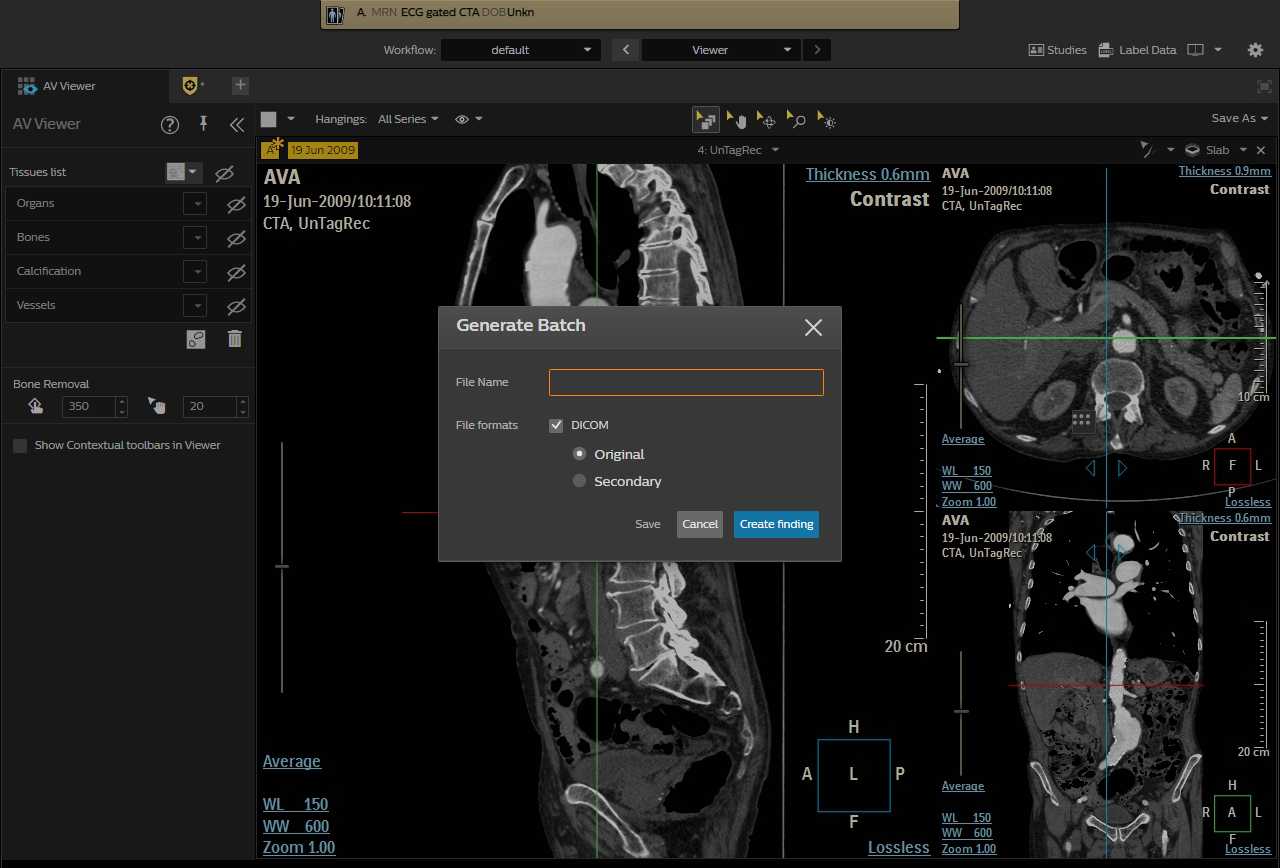 A. MRN ECG gated CTA DOB Unkn
Workflow: default Viewer Studies Label Data
AV Viewer
AV Viewer
Hangings: All Series Save As
A 19 Jun 2009 4: UnTagRec Slab
Tissues list
Organs
Bones
Calcification
Vessels
Bone Removal
350 20
Show Contextual toolbars in Viewer
AVA
19-Jun-2009/10:11:08
CTA, UnTagRec
Thickness 0.6mm
Contrast
20 cm
Average
WL 150
WW 600
Zoom 1.00
H
A L P
F
Lossless
Generate Batch
File Name
File formats DICOM
Original
Secondary
Save Cancel Create finding
AVA
19-Jun-2009/10:11:08
CTA, UnTagRec
Thickness 0.9mm
Contrast
10 cm
Average
WL 150
WW 600
Zoom 1.00
A
R F L
P
Lossless
AVA
19-Jun-2009/10:11:08
CTA, UnTagRec
Thickness 0.6mm
Contrast
20 cm
Average
WL 150
WW 600
Zoom 1.00
H
R A L
F
Lossless